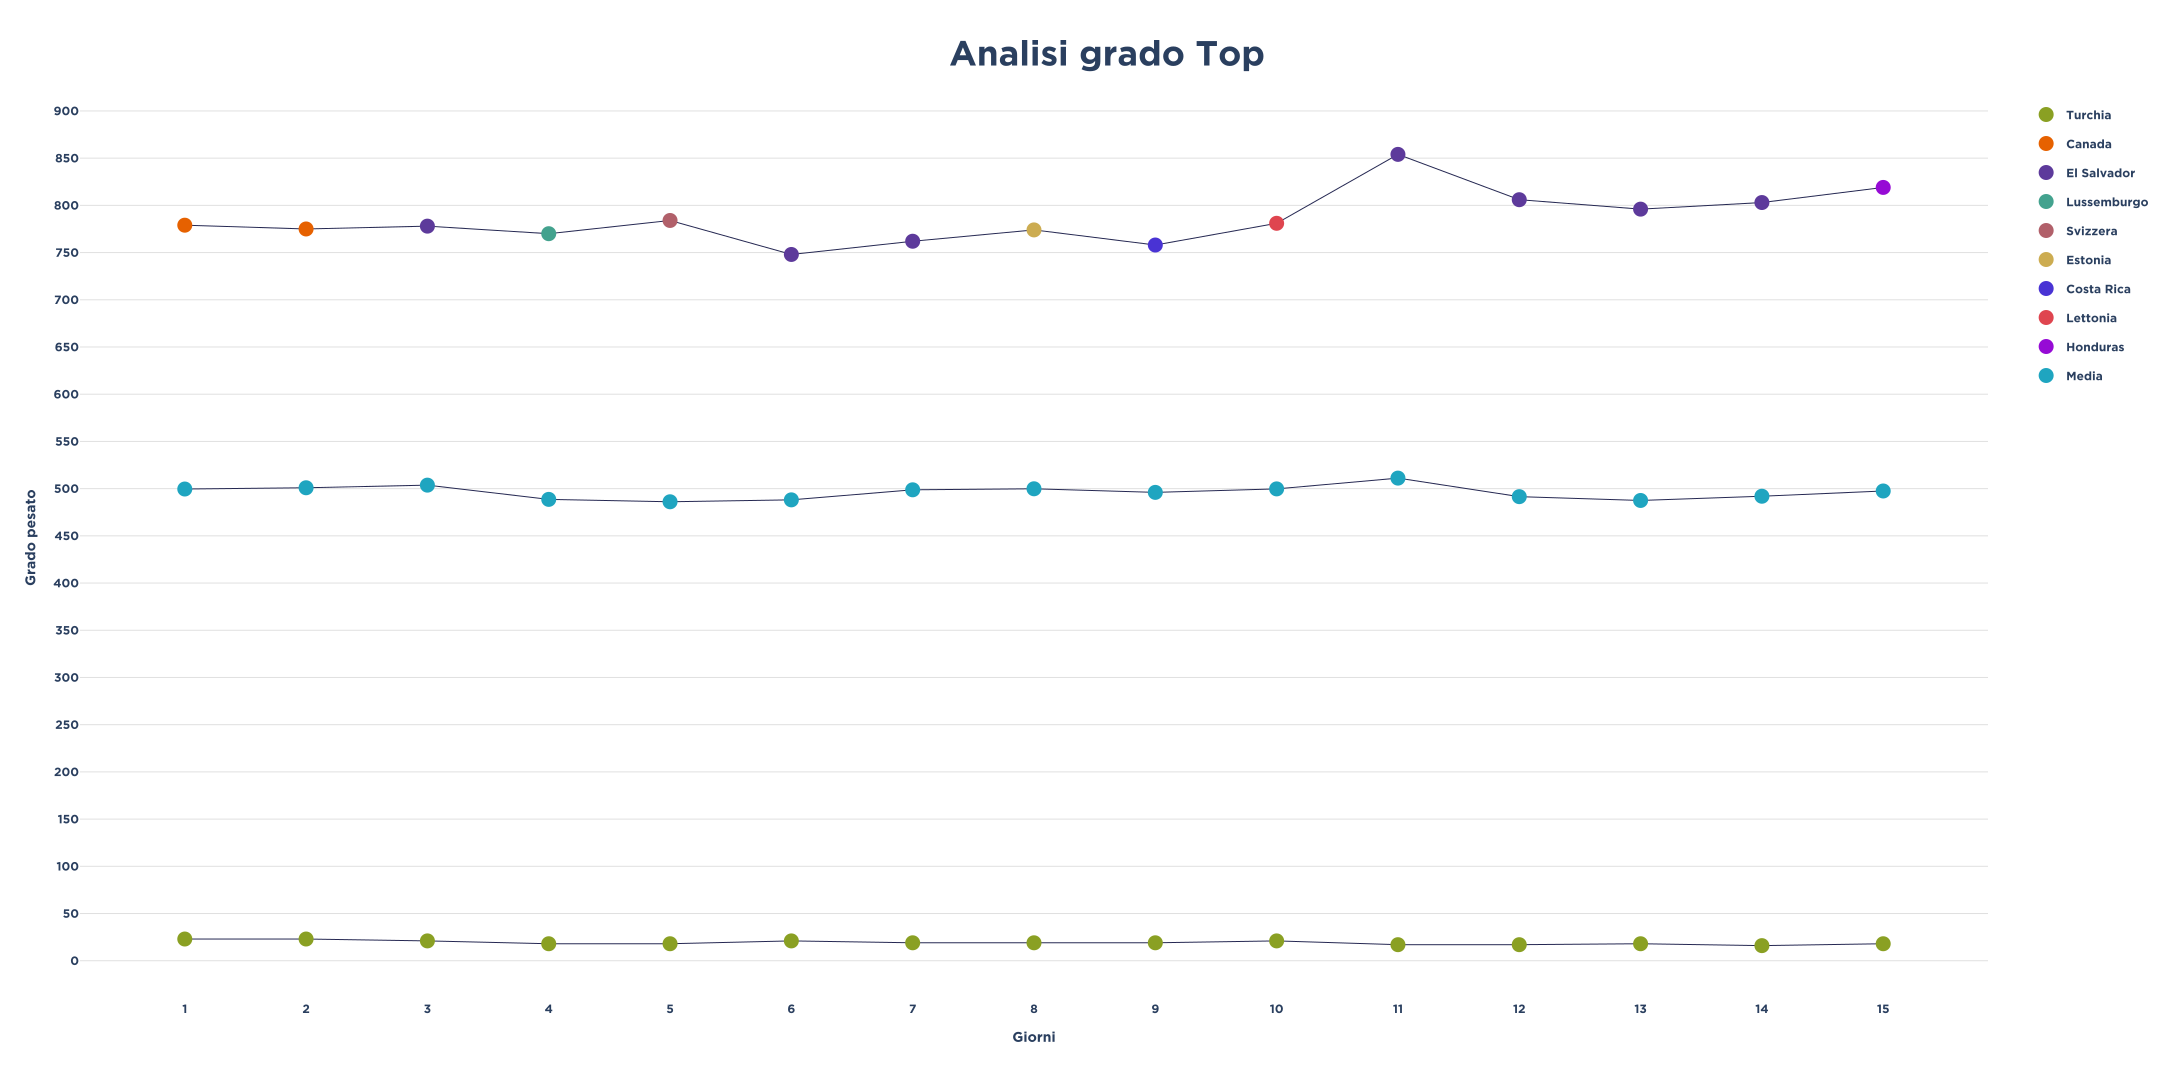 Analisi grado Top
900
850
800
750
700
650
600
550
500
450
400
350
300
250
200
150
100
50
0
Grado pesato
1 2 3 4 5 6 7 8 9 10 11 12 13 14 15
Giorni
Turchia
Canada
El Salvador
Lussemburgo
Svizzera
Estonia
Costa Rica
Lettonia
Honduras
Media